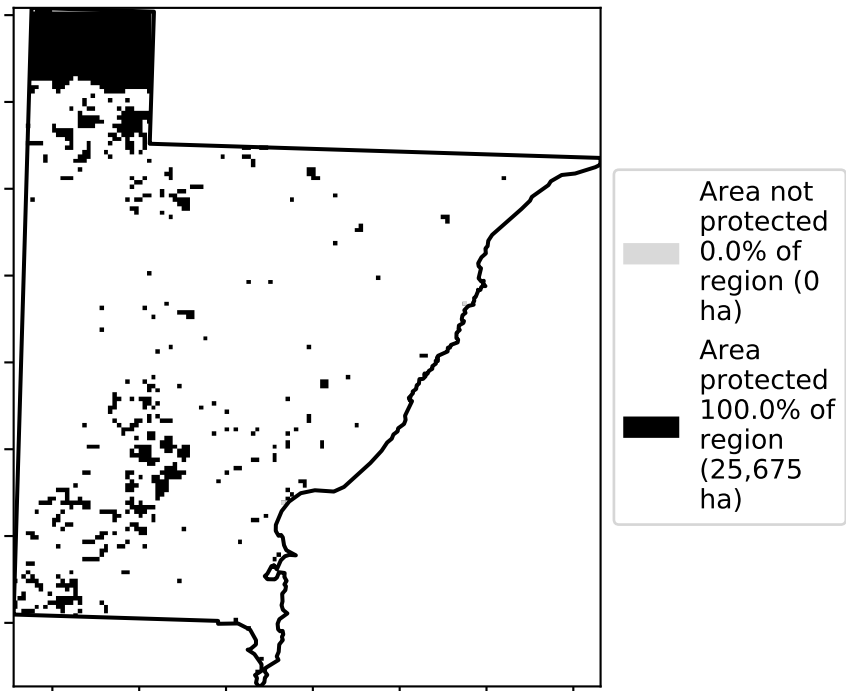 Area not
protected
0.0% of
region (0
ha)
Area
protected
100.0% of
region
(25,675
ha)